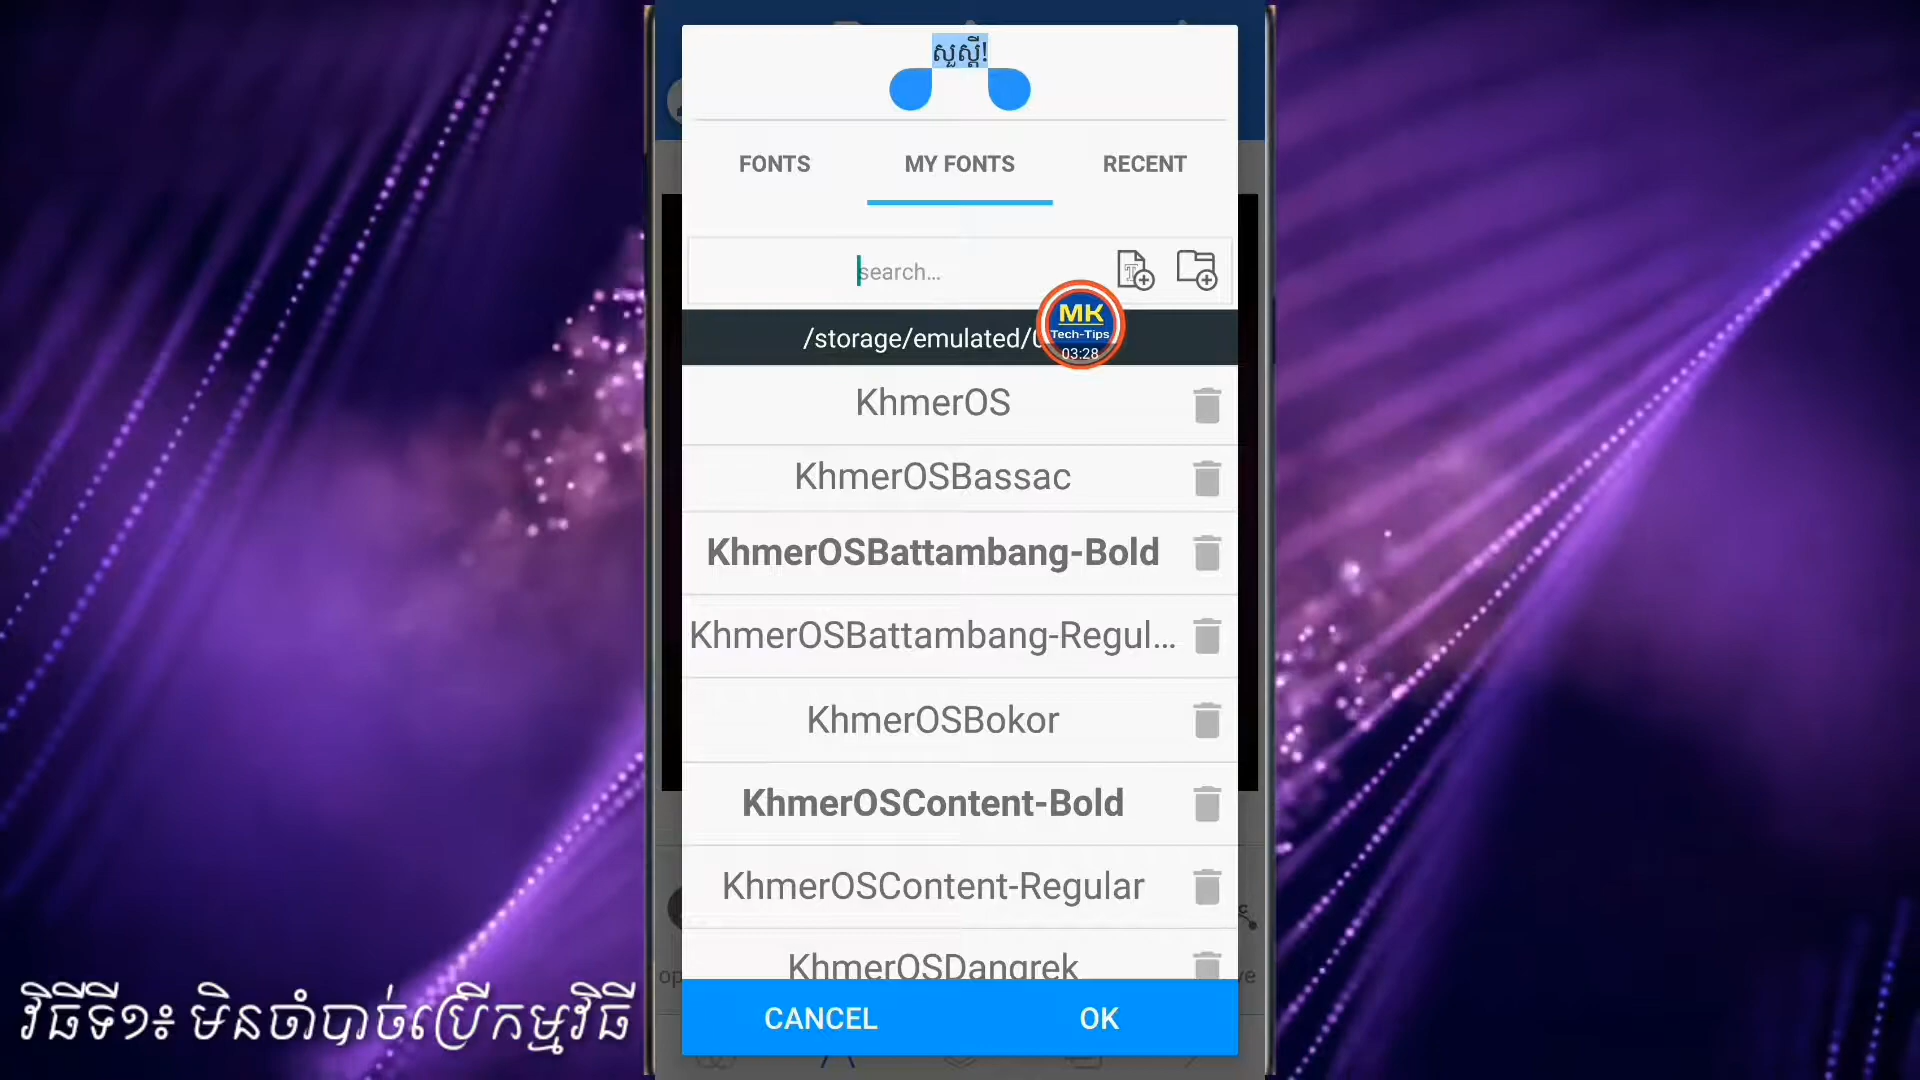 សួស្ដី!
FONTS
MY FONTS
RECENT
search...
/storage/emulated/
MK
Tech-Tips
03:28
KhmerOS
KhmerOSBassac
KhmerOSBattambang-Bold
KhmerOSBattambang-Regul...
KhmerOSBokor
KhmerOSContent-Bold
KhmerOSContent-Regular
KhmerOSDangrek
CANCEL
OK
វិធីទី១៖ មិនចាំបាច់ប្រើកម្មវិធី